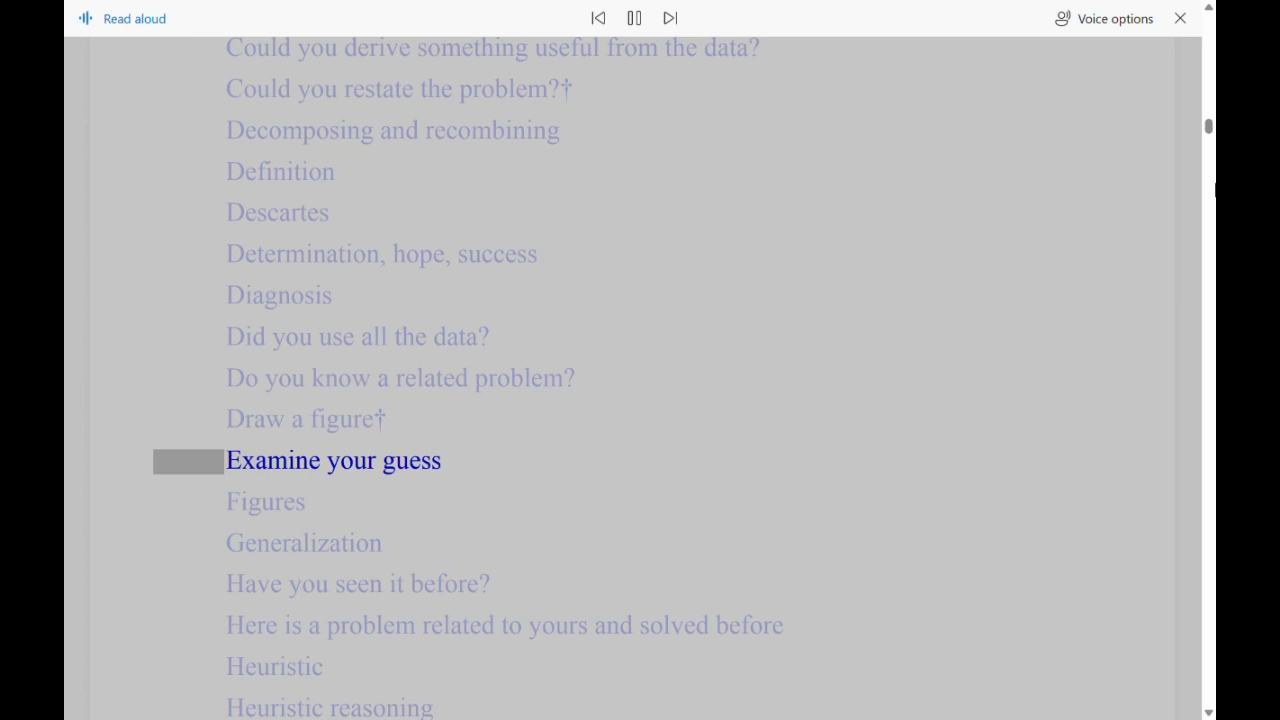 Read aloud
Voice options
Could you derive something useful from the data?
Could you restate the problem?†
Decomposing and recombining
Definition
Descartes
Determination, hope, success
Diagnosis
Did you use all the data?
Do you know a related problem?
Draw a figure†
Examine your guess
Figures
Generalization
Have you seen it before?
Here is a problem related to yours and solved before
Heuristic
Heuristic reasoning